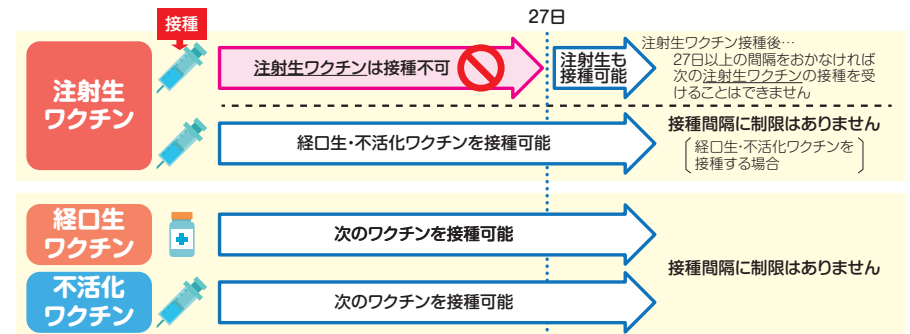 27日
接種
注射生
ワクチン
注射生ワクチンは接種不可
注射生も
接種可能
注射生ワクチン接種後…
27日以上の間隔をおかなければ
次の注射生ワクチンの接種を受
けることはできません
経口生・不活化ワクチンを接種可能
接種間隔に制限はありません
経口生・不活化ワクチンを
接種する場合
経口生
ワクチン
次のワクチンを接種可能
不活化
ワクチン
次のワクチンを接種可能
接種間隔に制限はありません